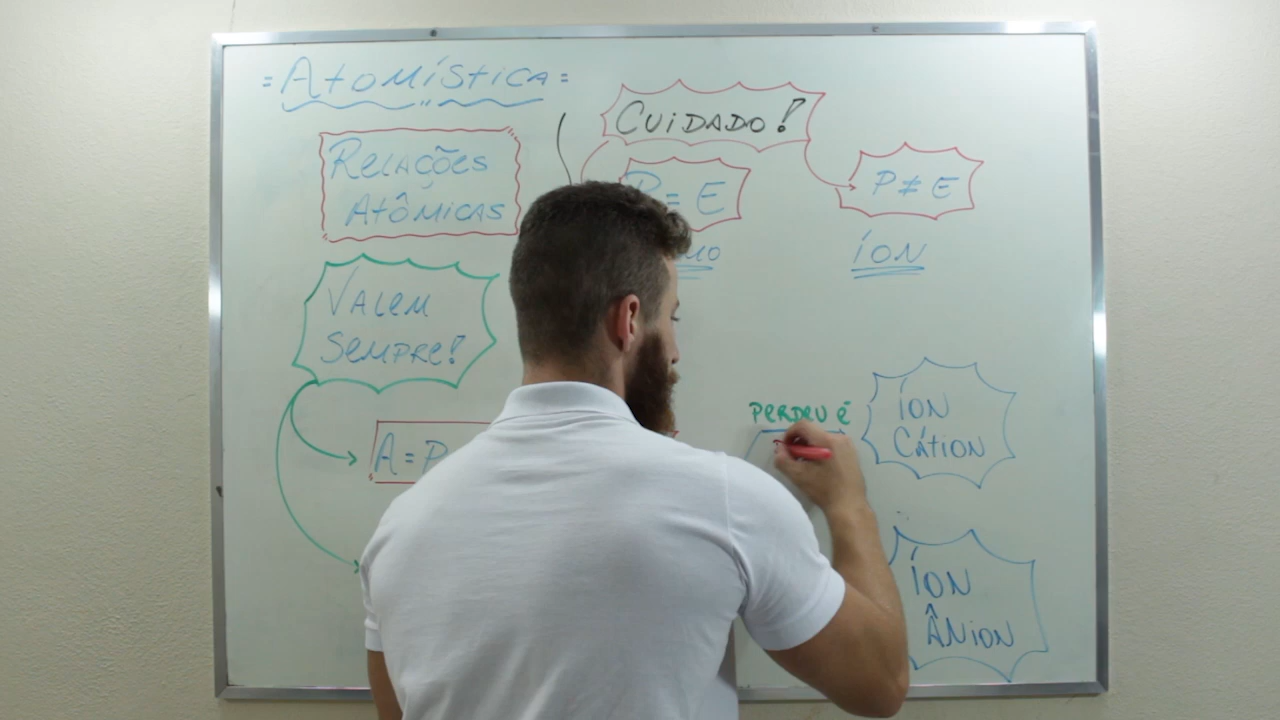 = ATOMÍSTICA =
CUIDADO!
RELAÇÕES
ATÔMICAS
P = E
P ≠ E
ÍON
VALEM
SEMPRE!
PERDEU é
ÍON
CÁTION
A = P
ÍON
ÂNION